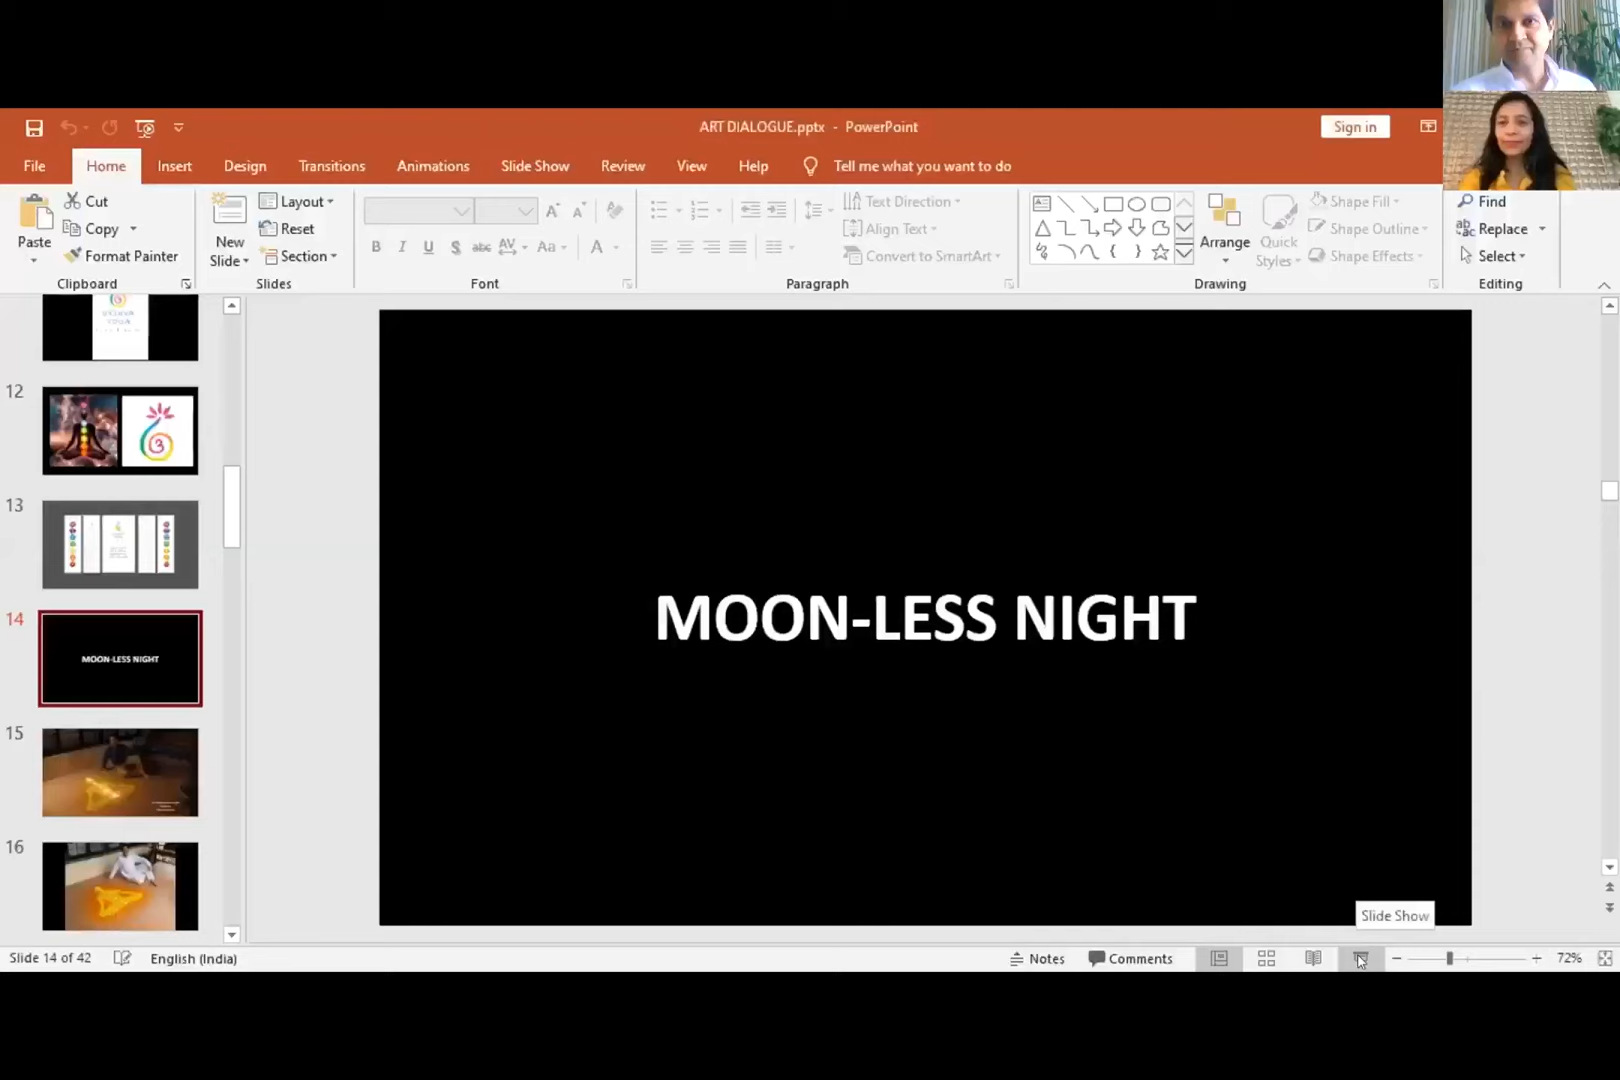 ART DIALOGUE.pptx - PowerPoint
Sign in
File Home Insert Design Transitions Animations Slide Show Review View Help Tell me what you want to do
Paste
Cut
Copy
Format Painter
Clipboard
New
Slide
Layout
Reset
Section
Slides
B I U S abc AV Aa A
Font
Text Direction
Align Text
Convert to SmartArt
Paragraph
Arrange
Quick
Styles
Shape Fill
Shape Outline
Shape Effects
Drawing
Find
Replace
Select
Editing
12
13
14
MOON-LESS NIGHT
15
16
MOON-LESS NIGHT
Slide Show
Slide 14 of 42 English (India) Notes Comments 72%